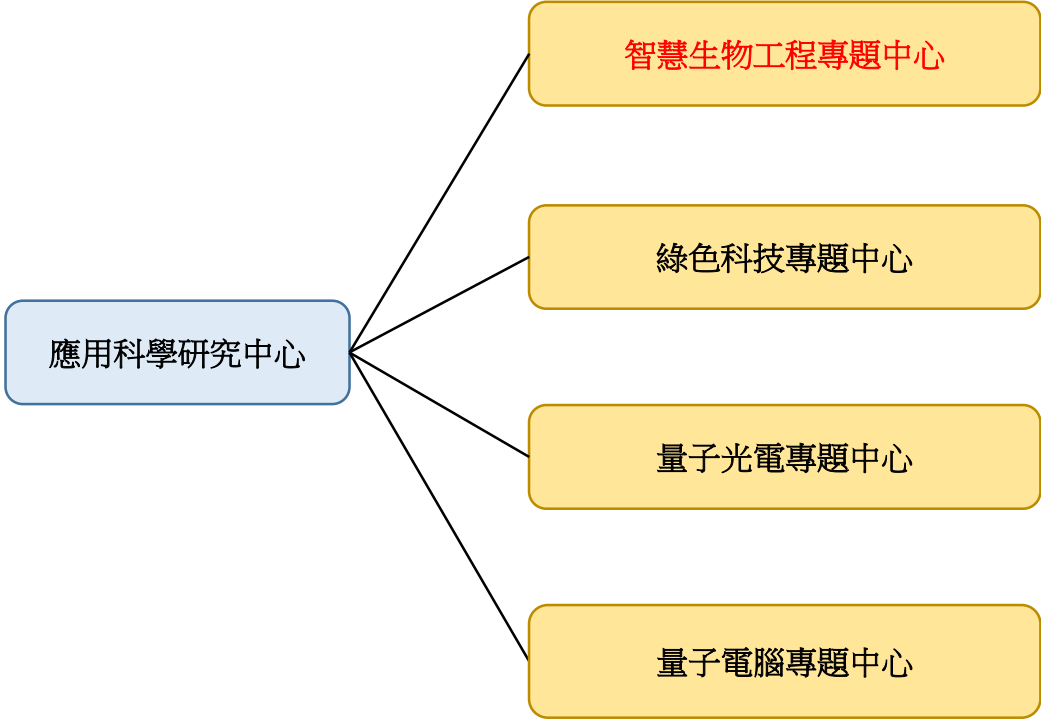 智慧生物工程專題中心
綠色科技專題中心
應用科學研究中心
量子光電專題中心
量子電腦專題中心